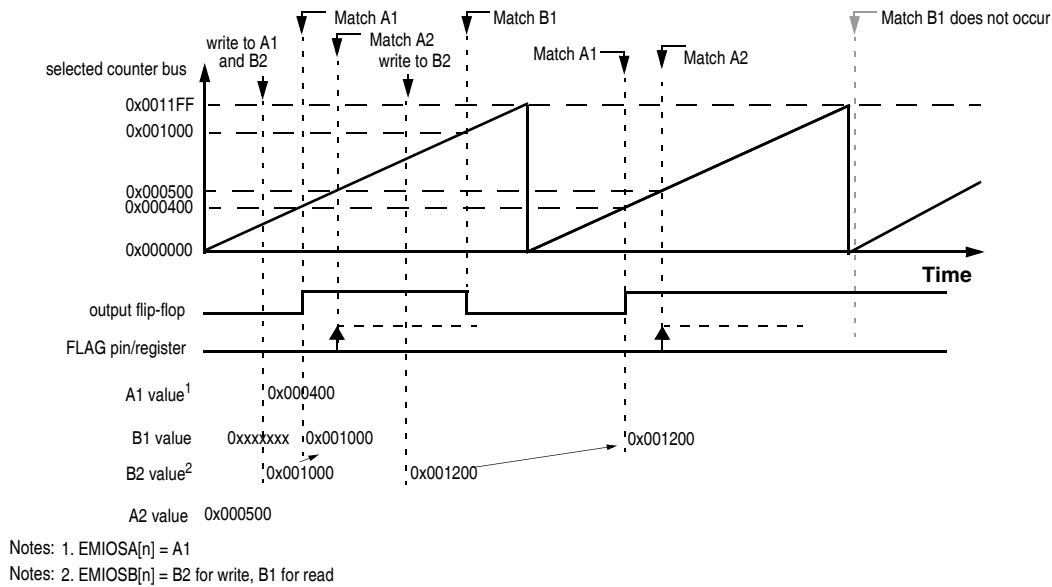 Match A1
Match B1
Match B1 does not occur
write to A1
and B2
Match A2
write to B2
Match A1
Match A2
selected counter bus
0x0011FF
0x001000
0x000500
0x000400
0x000000
Time
output flip-flop
FLAG pin/register
A1 value1 0x000400
B1 value 0xxxxxxx 0x001000 0x001200
B2 value2 0x001000 0x001200
A2 value 0x000500
Notes: 1. EMIOSA[n] = A1
Notes: 2. EMIOSB[n] = B2 for write, B1 for read